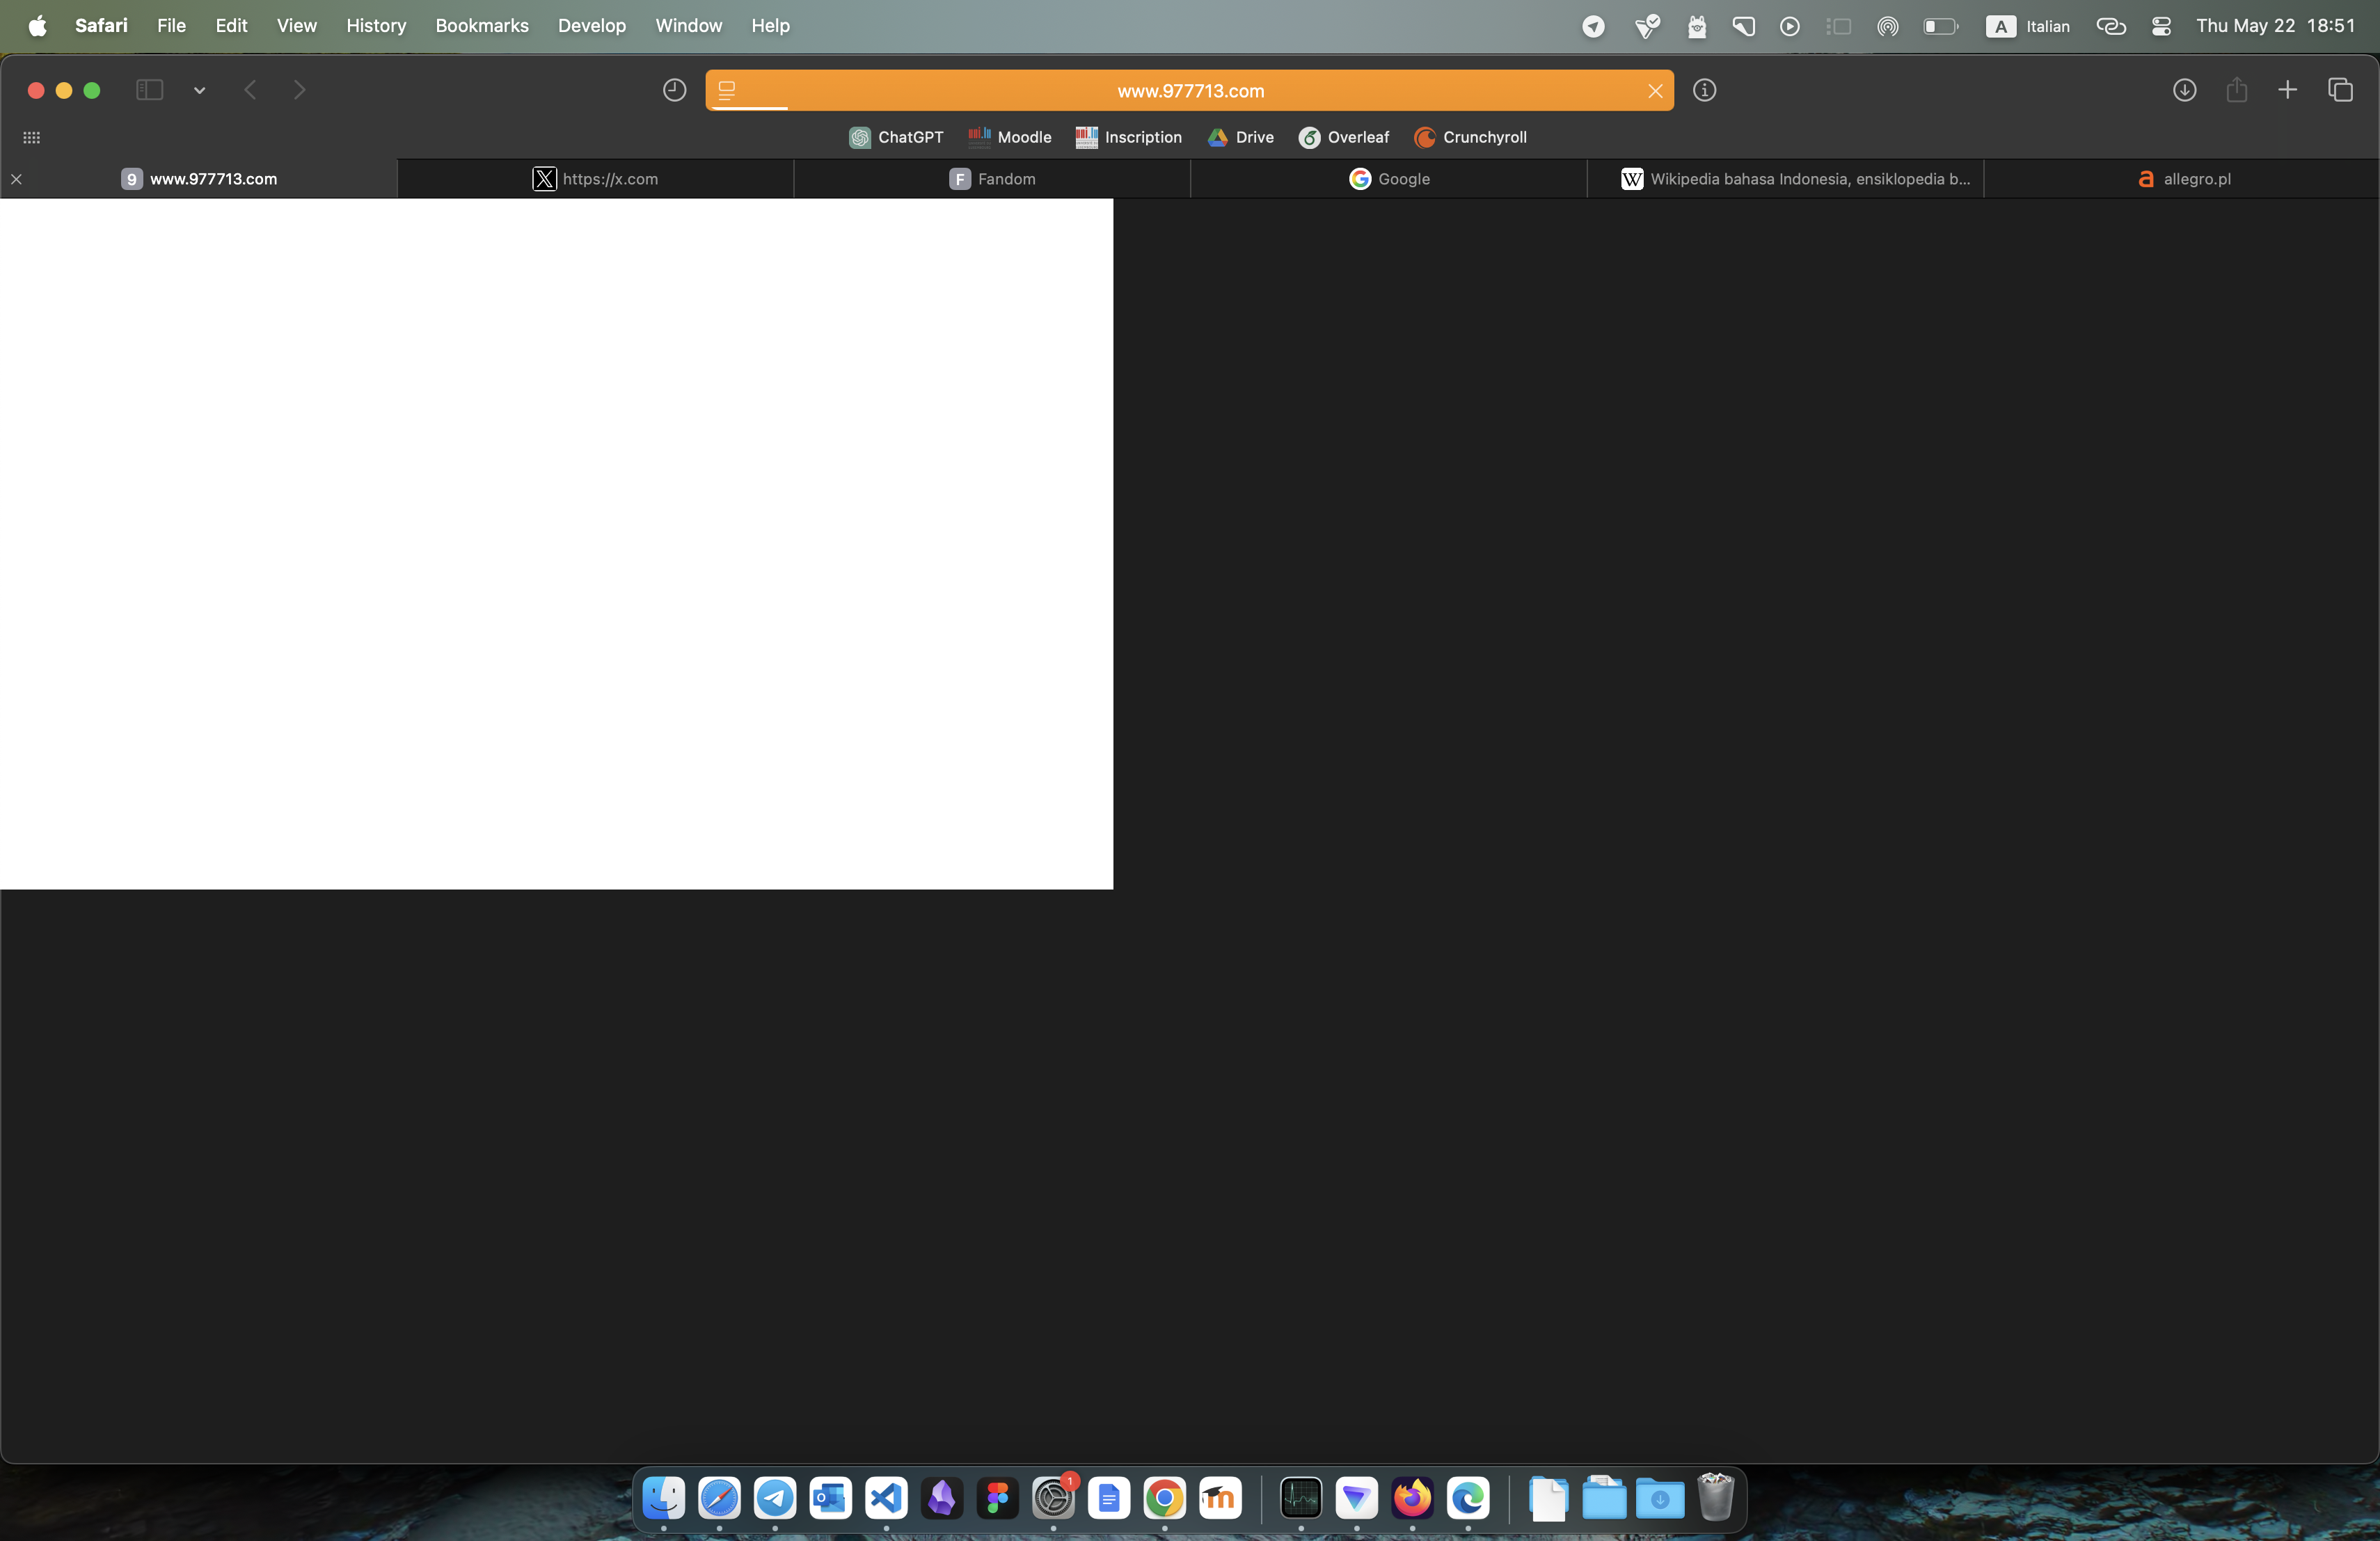 Safari File Edit View History Bookmarks Develop Window Help A Italian Thu May 22 18:51
www.977713.com
ChatGPT Moodle Inscription Drive Overleaf Crunchyroll
9 www.977713.com https://x.com F Fandom Google W Wikipedia bahasa Indonesia, ensiklopedia b... a allegro.pl
1